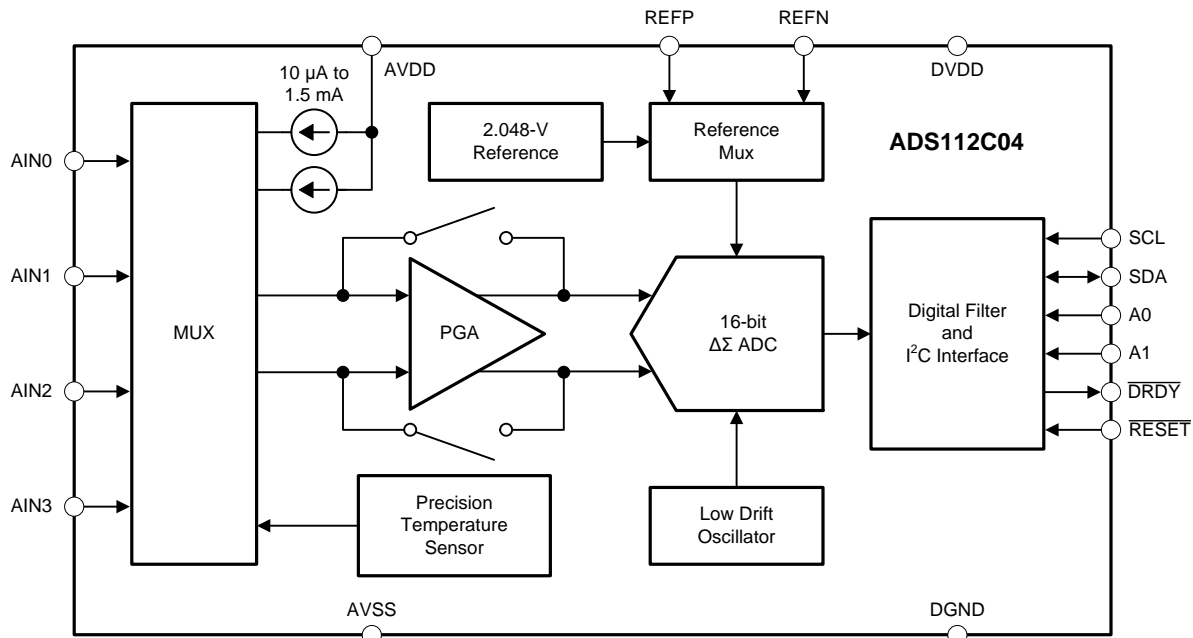 REFP
REFN
AVDD
DVDD
10 µA to
1.5 mA
2.048-V
Reference
Reference
Mux
ADS112C04
AIN0
AIN1
AIN2
AIN3
MUX
PGA
16-bit
ΔΣ ADC
Digital Filter
and
I²C Interface
SCL
SDA
A0
A1
DRDY
RESET
Precision
Temperature
Sensor
Low Drift
Oscillator
AVSS
DGND